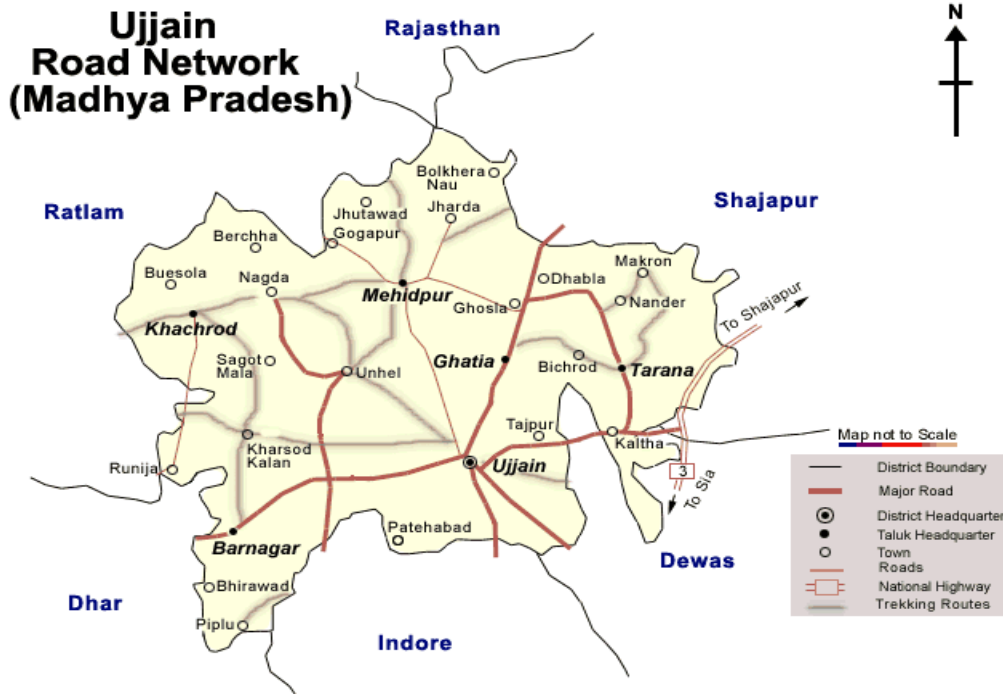 Ujjain
Road Network
(Madhya Pradesh)
Rajasthan
N
Ratlam
Shajapur
Bolkhera
Nau
Jhutawad
Jharda
Gogapur
Berchha
Buesola
Nagda
Mehidpur
Makron
Dhabla
Nander
Ghosla
Khachrod
To Shajapur
Sagot
Mala
Unhel
Ghatia
Bichrod
Tarana
Tajpur
Kaltha
Kharsod
Kalan
Runija
Ujjain
3
To Sia
Patehabad
Barnagar
Bhirawad
Piplu
Dhar
Indore
Dewas
Map not to Scale
District Boundary
Major Road
District Headquarter
Taluk Headquarter
Town
Roads
National Highway
Trekking Routes